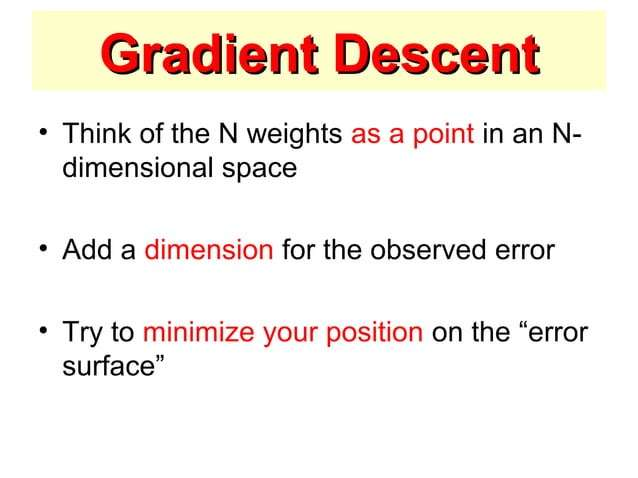 Gradient Descent
• Think of the N weights as a point in an N-
dimensional space
• Add a dimension for the observed error
• Try to minimize your position on the “error
surface”